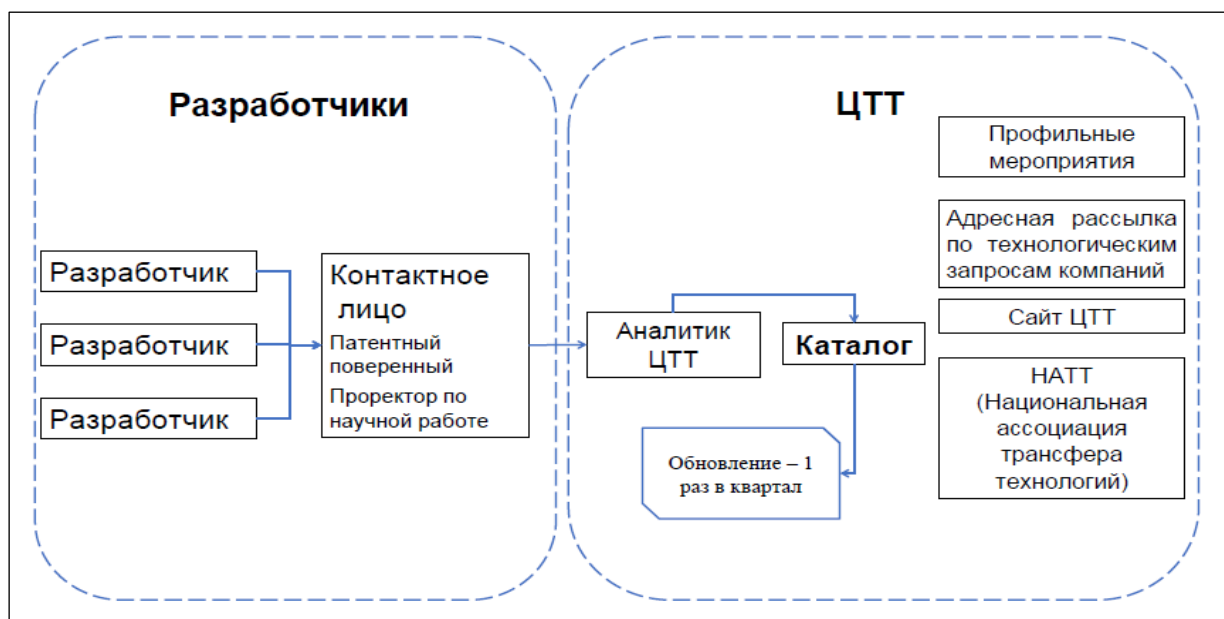 Разработчики
Разработчик
Разработчик
Разработчик
Контактное
лицо
Патентный
поверенный
Проректор по
научной работе
ЦТТ
Аналитик
ЦТТ
Каталог
Обновление – 1
раз в квартал
Профильные
мероприятия
Адресная рассылка
по технологическим
запросам компаний
Сайт ЦТТ
НАТТ
(Национальная
ассоциация
трансфера
технологий)